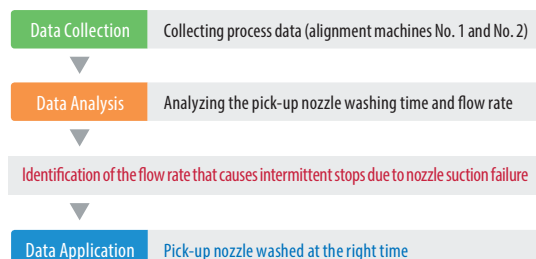 Data Collection Collecting process data (alignment machines No. 1 and No. 2)
Data Analysis Analyzing the pick-up nozzle washing time and flow rate
Identification of the flow rate that causes intermittent stops due to nozzle suction failure
Data Application Pick-up nozzle washed at the right time